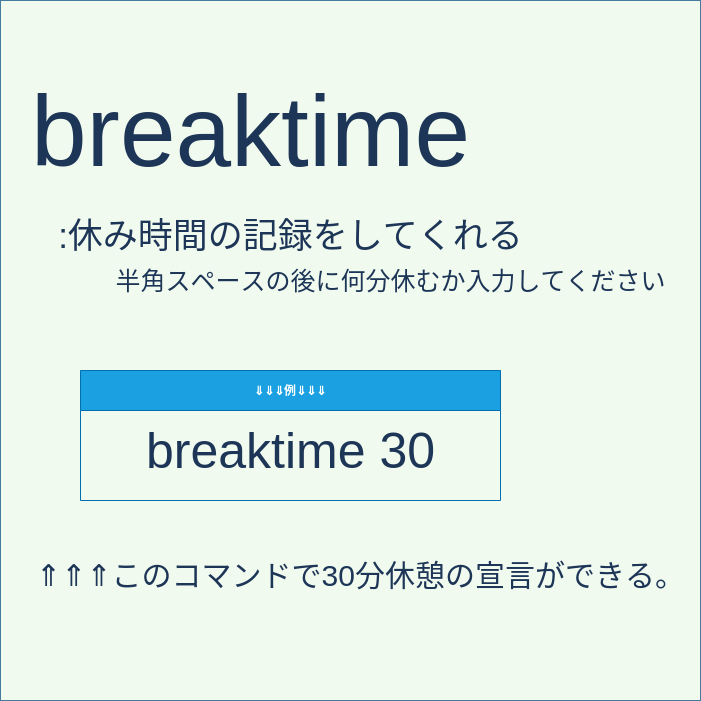 breaktime
:休み時間の記録をしてくれる
半角スペースの後に何分休むか入力してください
⇓⇓⇓例⇓⇓⇓
breaktime 30
⇑⇑⇑このコマンドで30分休憩の宣言ができる。